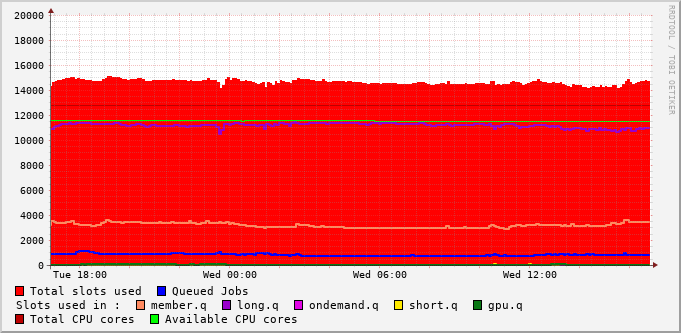 20000
18000
16000
14000
12000
10000
8000
6000
4000
2000
0
Tue 18:00 Wed 00:00 Wed 06:00 Wed 12:00
RRDTOOL / TOBI OETIKER
Total slots used Queued Jobs
Slots used in : member.q long.q ondemand.q short.q gpu.q
Total CPU cores Available CPU cores